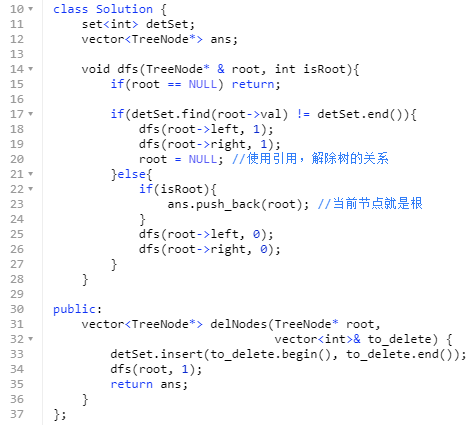 10 class Solution {
11     set<int> detSet;
12     vector<TreeNode*> ans;
13
14     void dfs(TreeNode* & root, int isRoot){
15         if(root == NULL) return;
16
17         if(detSet.find(root->val) != detSet.end()){
18             dfs(root->left, 1);
19             dfs(root->right, 1);
20             root = NULL; //使用引用，解除树的关系
21         }else{
22             if(isRoot){
23                 ans.push_back(root); //当前节点就是根
24             }
25             dfs(root->left, 0);
26             dfs(root->right, 0);
27         }
28     }
29
30 public:
31     vector<TreeNode*> delNodes(TreeNode* root,
32                                vector<int>& to_delete) {
33         detSet.insert(to_delete.begin(), to_delete.end());
34         dfs(root, 1);
35         return ans;
36     }
37 };